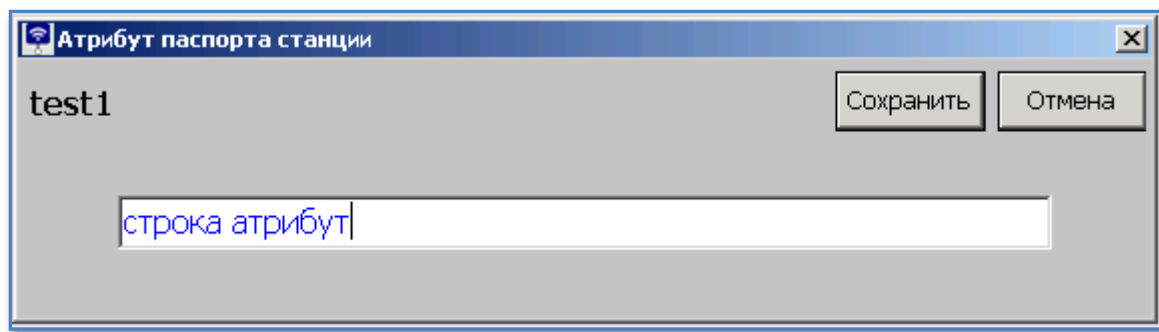 Атрибут паспорта станции
test1
Сохранить
Отмена
строка атрибут